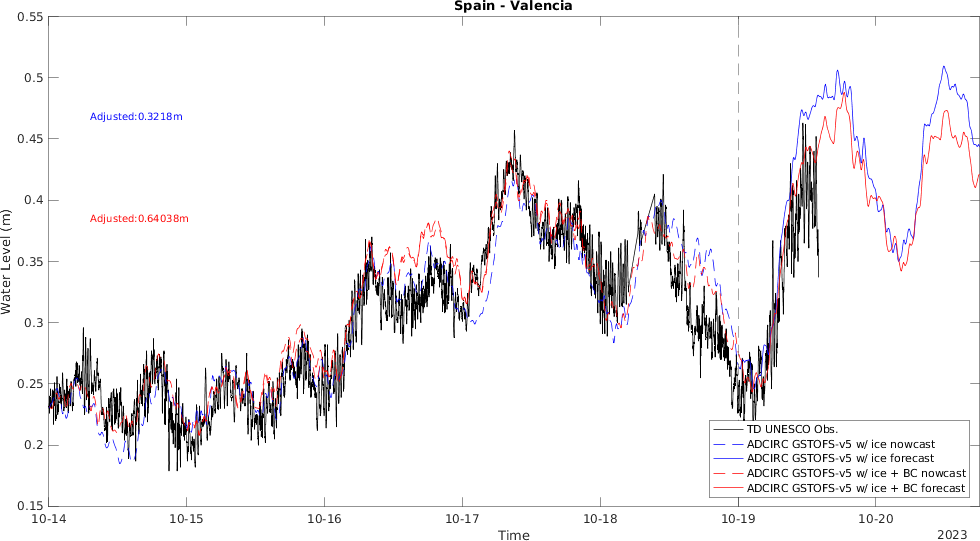 Spain - Valencia
0.55
0.5
0.45
0.4
0.35
0.3
0.25
0.2
0.15
Water Level (m)
Adjusted:0.3218m
Adjusted:0.64038m
TD UNESCO Obs.
ADCIRC GSTOFS-v5 w/ ice nowcast
ADCIRC GSTOFS-v5 w/ ice forecast
ADCIRC GSTOFS-v5 w/ ice + BC nowcast
ADCIRC GSTOFS-v5 w/ ice + BC forecast
10-14 10-15 10-16 10-17 10-18 10-19 10-20
Time
2023